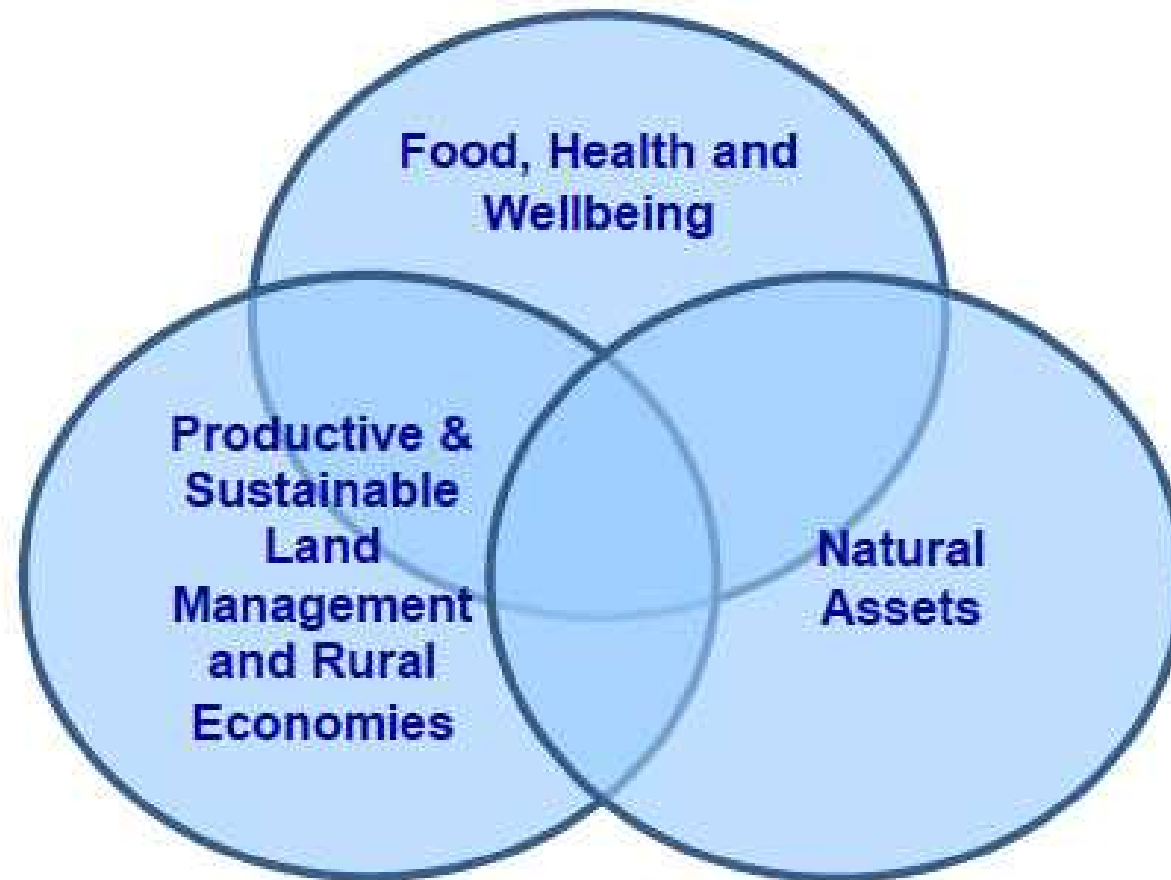 Food, Health and
Wellbeing
Productive &
Sustainable
Land
Management
and Rural
Economies
Natural
Assets